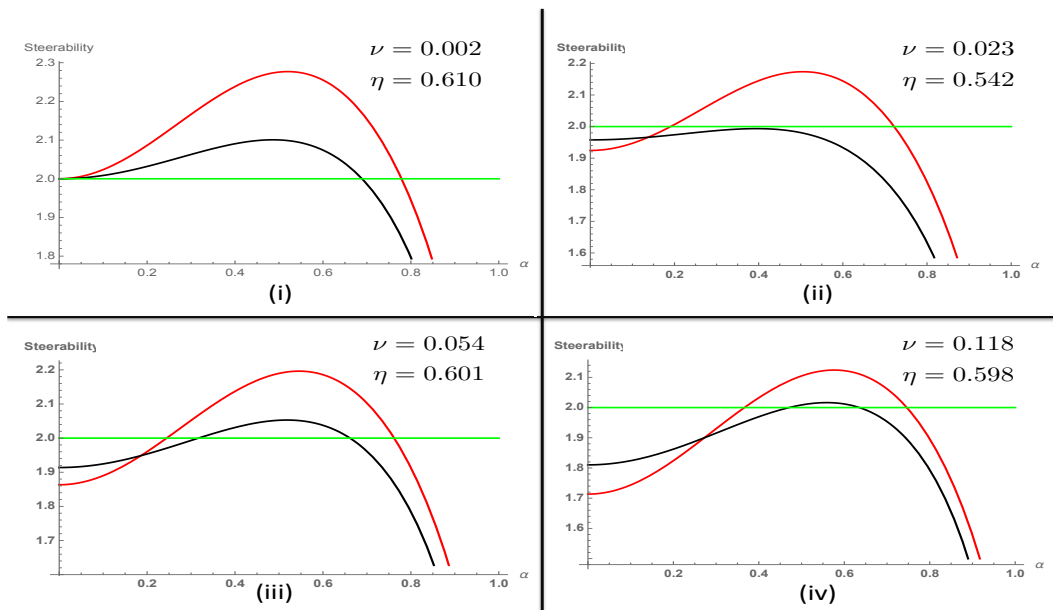 Steerability
ν = 0.002
η = 0.610
2.3
2.2
2.1
2.0
1.9
1.8
0.2 0.4 0.6 0.8 1.0 α
(i)
Steerability
ν = 0.023
η = 0.542
2.2
2.1
2.0
1.9
1.8
1.7
1.6
0.2 0.4 0.6 0.8 1.0 α
(ii)
Steerability
ν = 0.054
η = 0.601
2.2
2.1
2.0
1.9
1.8
1.7
0.2 0.4 0.6 0.8 1.0 α
(iii)
Steerability
ν = 0.118
η = 0.598
2.1
2.0
1.9
1.8
1.7
1.6
0.2 0.4 0.6 0.8 1.0 α
(iv)